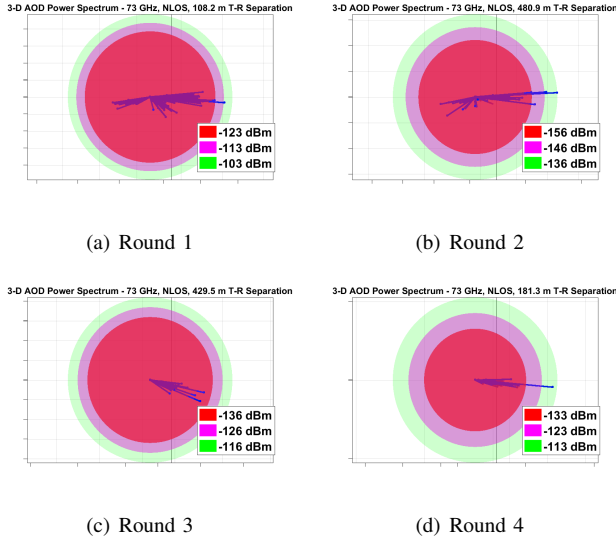 3-D AOD Power Spectrum - 73 GHz, NLOS, 108.2 m T-R Separation
-123 dBm
-113 dBm
-103 dBm
(a) Round 1
3-D AOD Power Spectrum - 73 GHz, NLOS, 480.9 m T-R Separation
-156 dBm
-146 dBm
-136 dBm
(b) Round 2
3-D AOD Power Spectrum - 73 GHz, NLOS, 429.5 m T-R Separation
-136 dBm
-126 dBm
-116 dBm
(c) Round 3
3-D AOD Power Spectrum - 73 GHz, NLOS, 181.3 m T-R Separation
-133 dBm
-123 dBm
-113 dBm
(d) Round 4